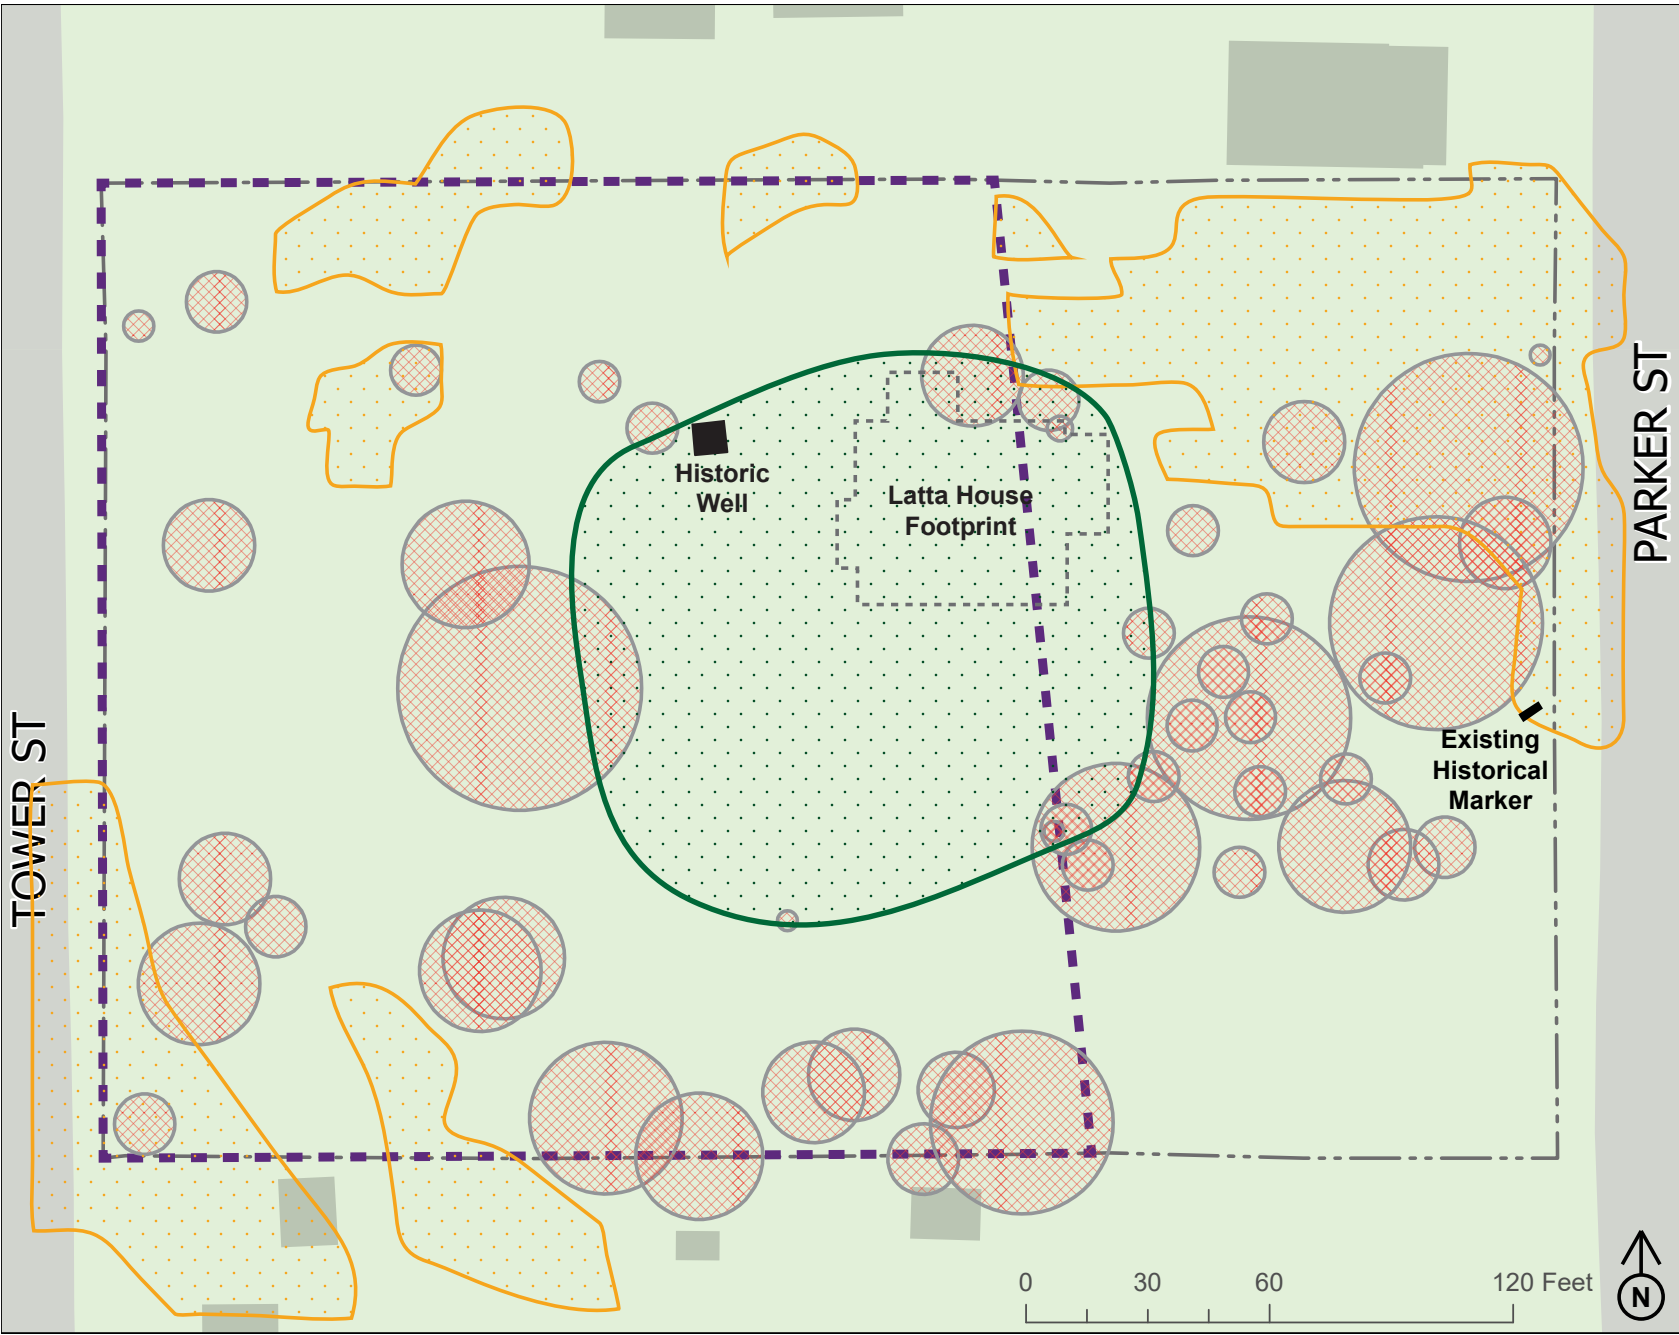 Historic
Well
Latta House
Footprint
PARKER ST
TOWER ST
Existing
Historical
Marker
0 30 60 120 Feet
N